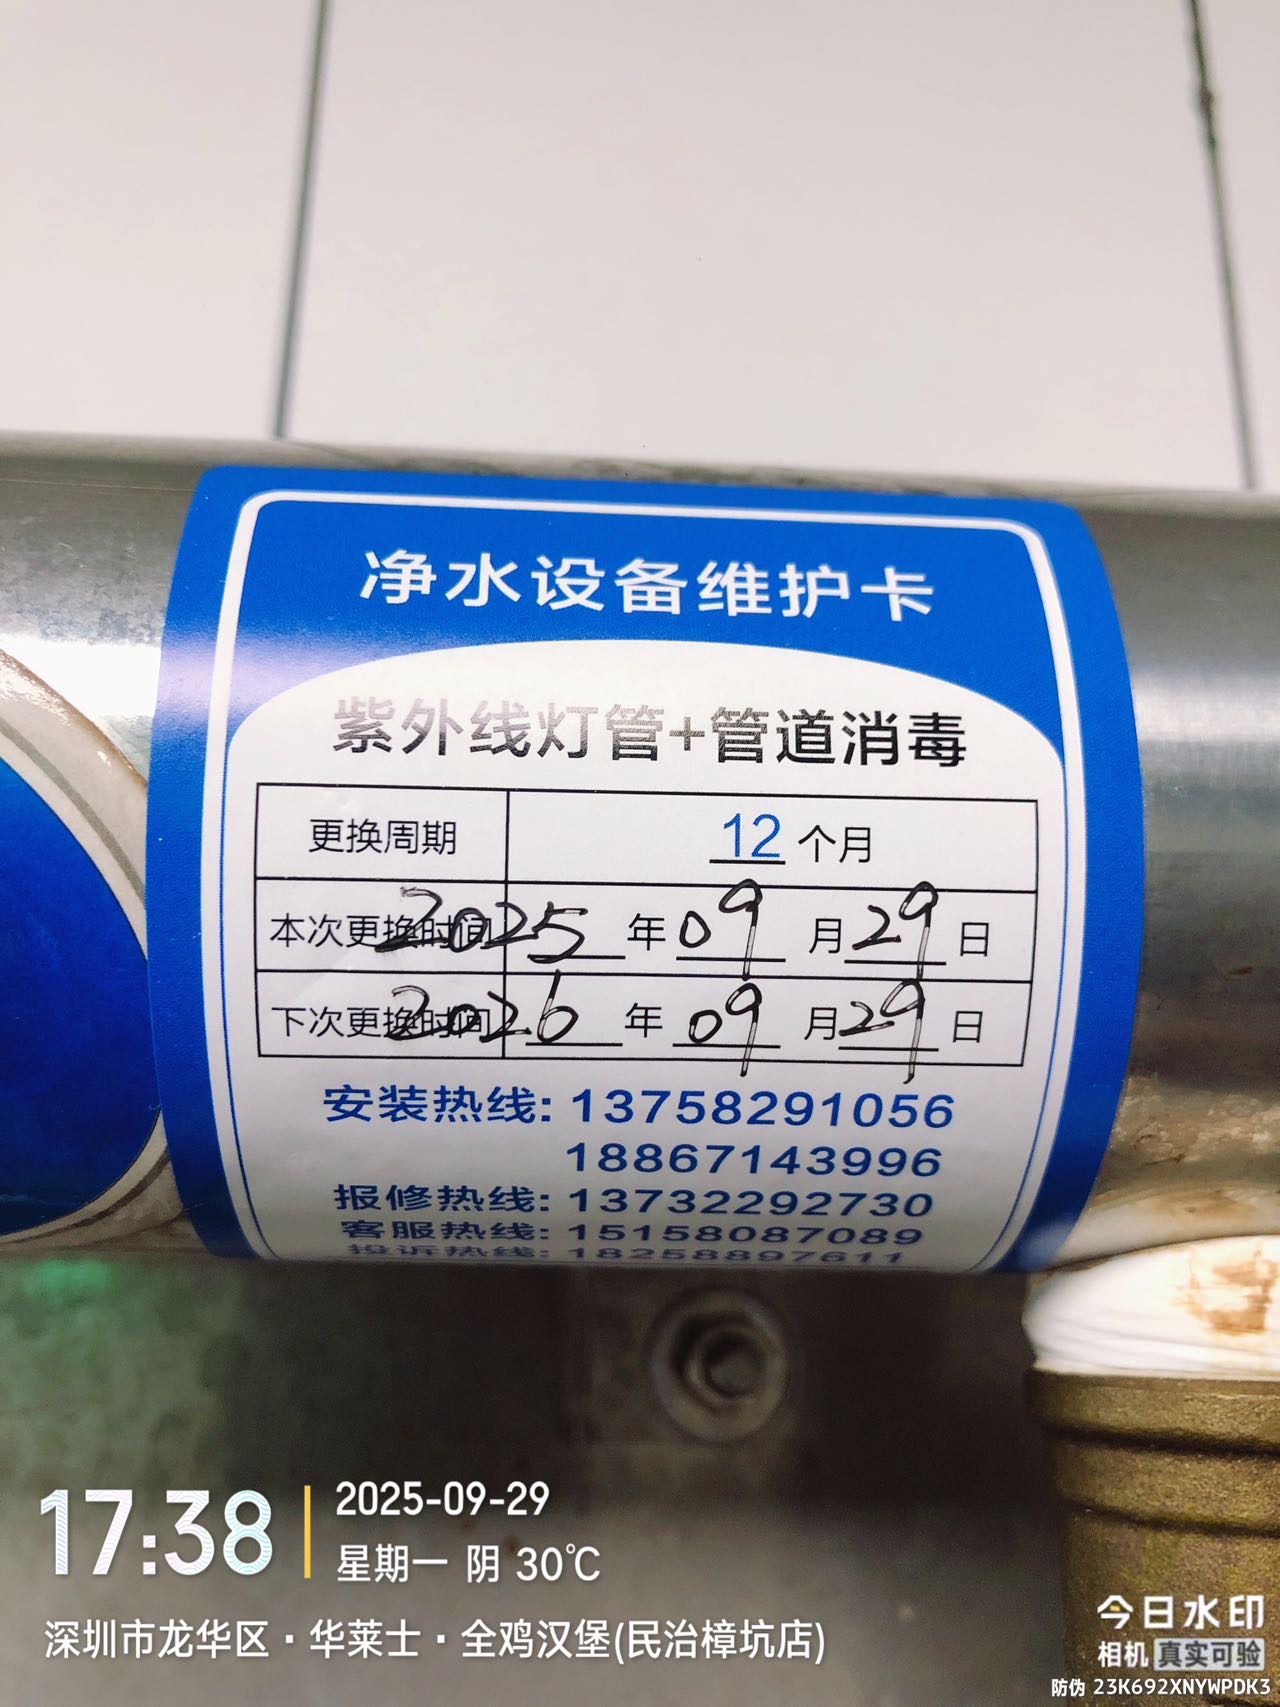 净水设备维护卡
紫外线灯管+管道消毒
更换周期 12 个月
本次更换时间 2025 年 09 月 29 日
下次更换时间 2026 年 09 月 29 日
安装热线: 13758291056
18867143996
报修热线: 13732292730
客服热线: 15158087089
投诉热线: 18258897611
17:38
2025-09-29
星期一 阴 30℃
深圳市龙华区·华莱士·全鸡汉堡(民治樟坑店)
今日水印
相机 真实可验
防伪 23K692XNYWPDK3